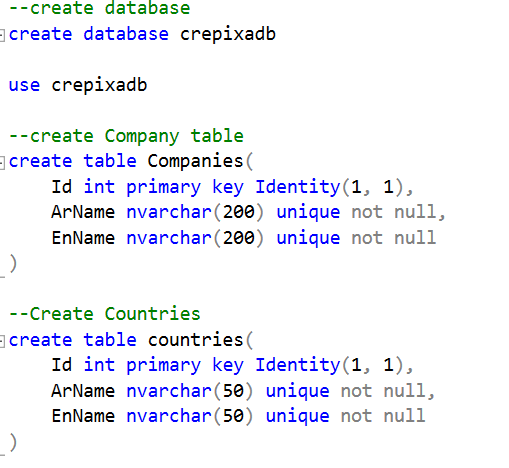 --create database
create database crepixadb
use crepixadb
--create Company table
create table Companies(
Id int primary key Identity(1, 1),
ArName nvarchar(200) unique not null,
EnName nvarchar(200) unique not null
)
--Create Countries
create table countries(
Id int primary key Identity(1, 1),
ArName nvarchar(50) unique not null,
EnName nvarchar(50) unique not null
)